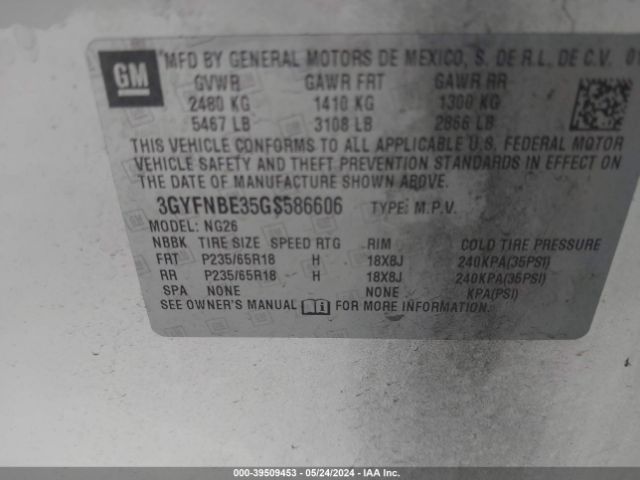 GM
*MFD BY GENERAL MOTORS DE MEXICO, S. DE R.L. DE C.V. 01
GVWR GAWR FRT GAWR RR
2480 KG 1410 KG 1300 KG
5467 LB 3108 LB 2866 LB
THIS VEHICLE CONFORMS TO ALL APPLICABLE U.S. FEDERAL MOTOR
VEHICLE SAFETY AND THEFT PREVENTION STANDARDS IN EFFECT ON
THE DATE OF MANUFACTURE SHOWN ABOVE.
3GYFNBE35GS586606 TYPE: M.P.V.
MODEL: NG26
NBBK TIRE SIZE SPEED RTG RIM COLD TIRE PRESSURE
FRT P235/65R18 H 18X8J 240KPA(35PSI)
RR P235/65R18 H 18X8J 240KPA(35PSI)
SPA NONE NONE KPA(PSI)
SEE OWNER'S MANUAL i FOR MORE INFORMATION.
000-39509453 - 05/24/2024 - IAA Inc.